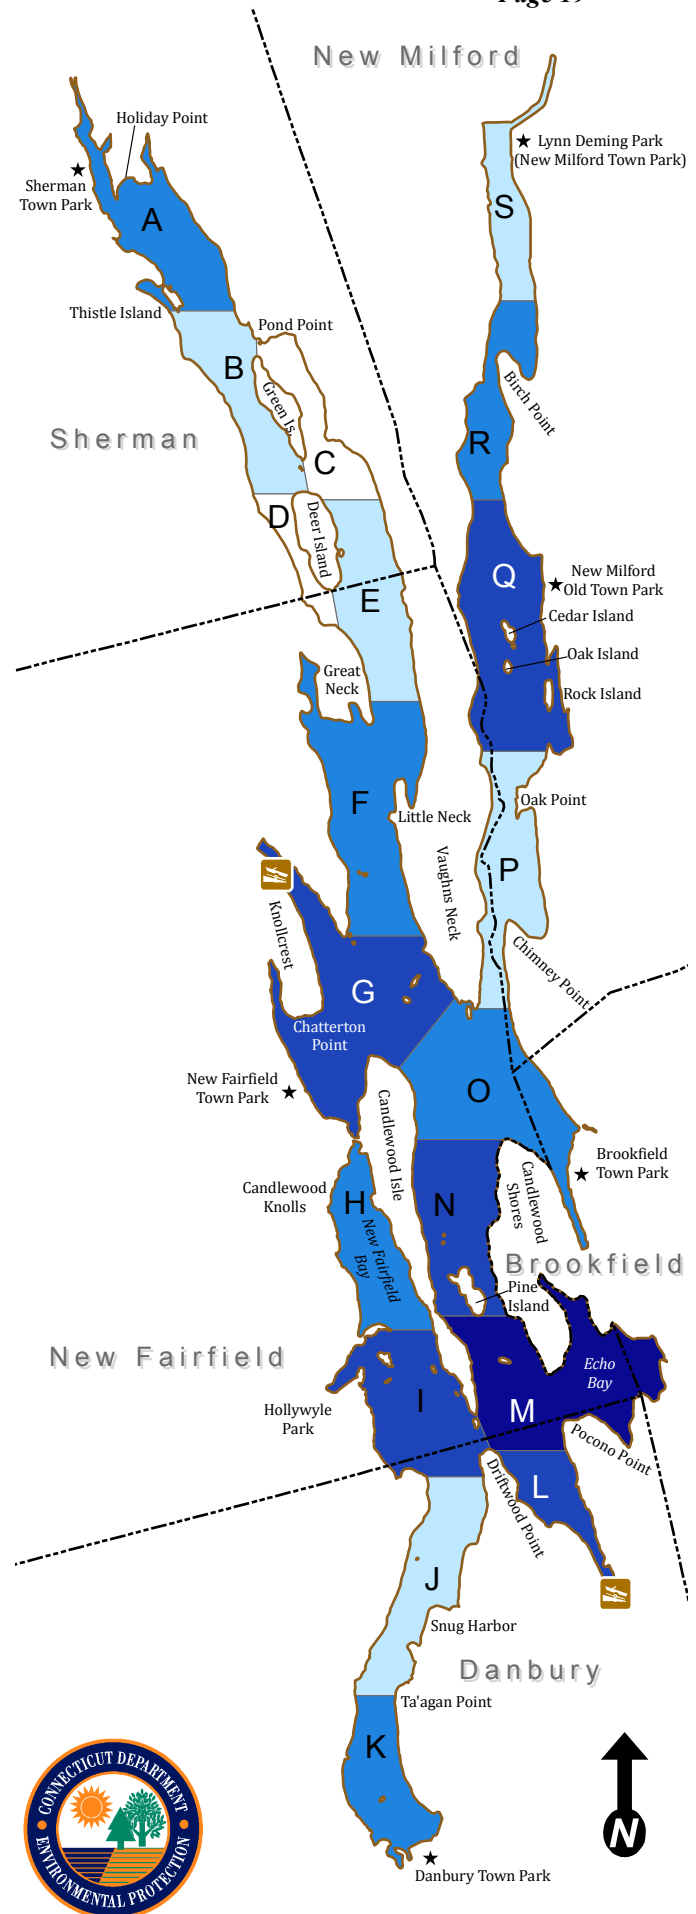 Page 19
New Milford
Holiday Point
Lynn Deming Park
(New Milford Town Park)
Sherman
Town Park
S
A
Thistle Island
Pond Point
B
Birch Point
Green Is.
Sherman
R
C
D
Deer Island
Q
New Milford
Old Town Park
E
Cedar Island
Oak Island
Great
Neck
Rock Island
F
Oak Point
Little Neck
Vaughns Neck
P
Knollcrest
Chimney Point
G
Chatterton
Point
New Fairfield
Town Park
O
Candlewood Isle
Brookfield
Town Park
Candlewood
Shores
Candlewood
Knolls
H
N
New Fairfield
Bay
Brookfield
Pine
Island
New Fairfield
Echo
Bay
I
M
Hollywyle
Park
Pocono Point
Driftwood Point
L
J
Snug Harbor
Danbury
Ta'agan Point
K
CONNECTICUT DEPARTMENT
ENVIRONMENTAL PROTECTION
N
Danbury Town Park